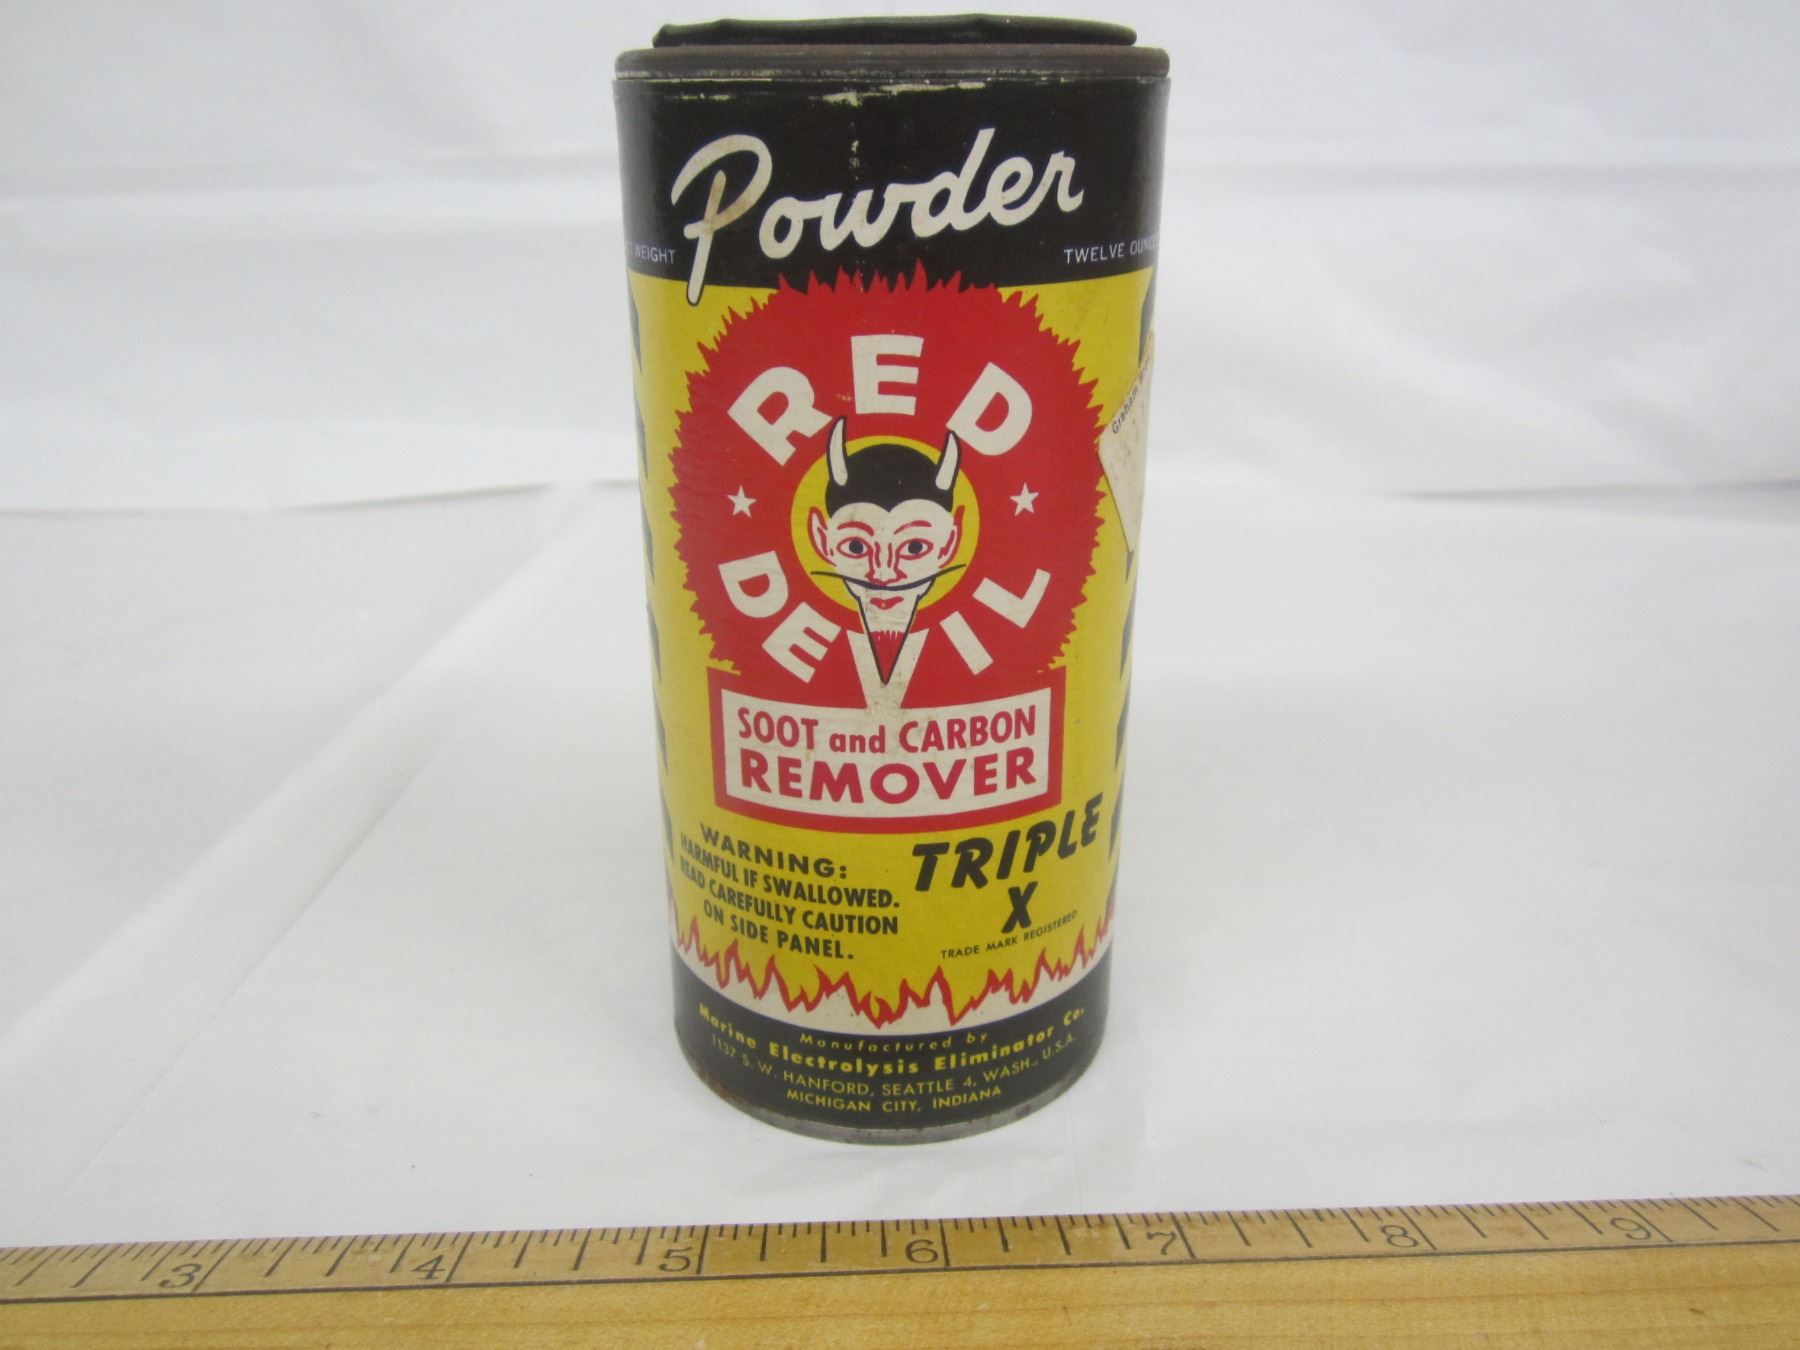 Powder
WEIGHT
TWELVE OUNCES
RED
DEVIL
SOOT and CARBON
REMOVER
WARNING:
HARMFUL IF SWALLOWED.
READ CAREFULLY CAUTION
ON SIDE PANEL.
TRIPLE
X
TRADE MARK REGISTERED
Manufactured by
Marine Electrolysis Eliminator Co.
1137 S. W. HANFORD, SEATTLE 4, WASH., U.S.A.
MICHIGAN CITY, INDIANA
Graham
3 4 5 6 7 8 9